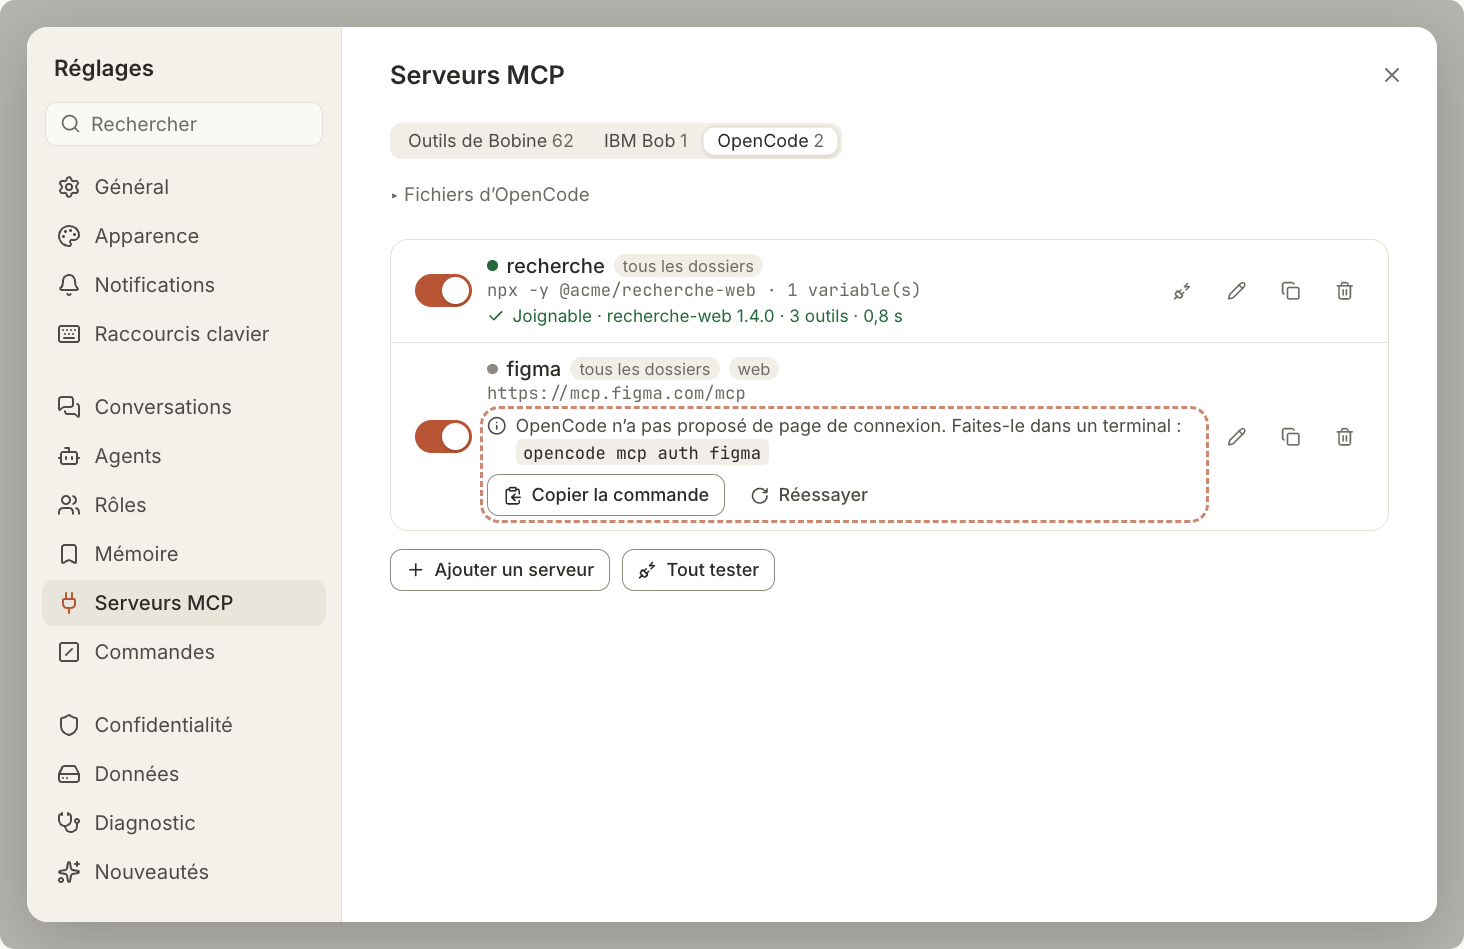 Réglages
Rechercher
Général
Apparence
Notifications
Raccourcis clavier
Conversations
Agents
Rôles
Mémoire
Serveurs MCP
Commandes
Confidentialité
Données
Diagnostic
Nouveautés
Serveurs MCP
Outils de Bobine 62 IBM Bob 1 OpenCode 2
Fichiers d’OpenCode
recherche tous les dossiers
npx -y @acme/recherche-web · 1 variable(s)
Joignable · recherche-web 1.4.0 · 3 outils · 0,8 s
figma tous les dossiers web
https://mcp.figma.com/mcp
OpenCode n’a pas proposé de page de connexion. Faites-le dans un terminal :
opencode mcp auth figma
Copier la commande Réessayer
Ajouter un serveur Tout tester